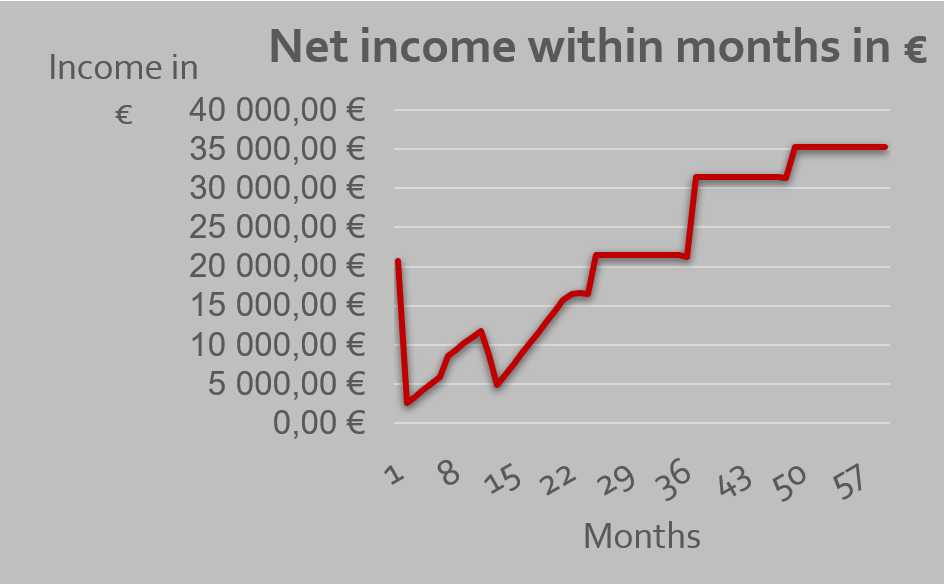 Net income within months in €
Income in
€
40 000,00 €
35 000,00 €
30 000,00 €
25 000,00 €
20 000,00 €
15 000,00 €
10 000,00 €
5 000,00 €
0,00 €
1 8 15 22 29 36 43 50 57
Months